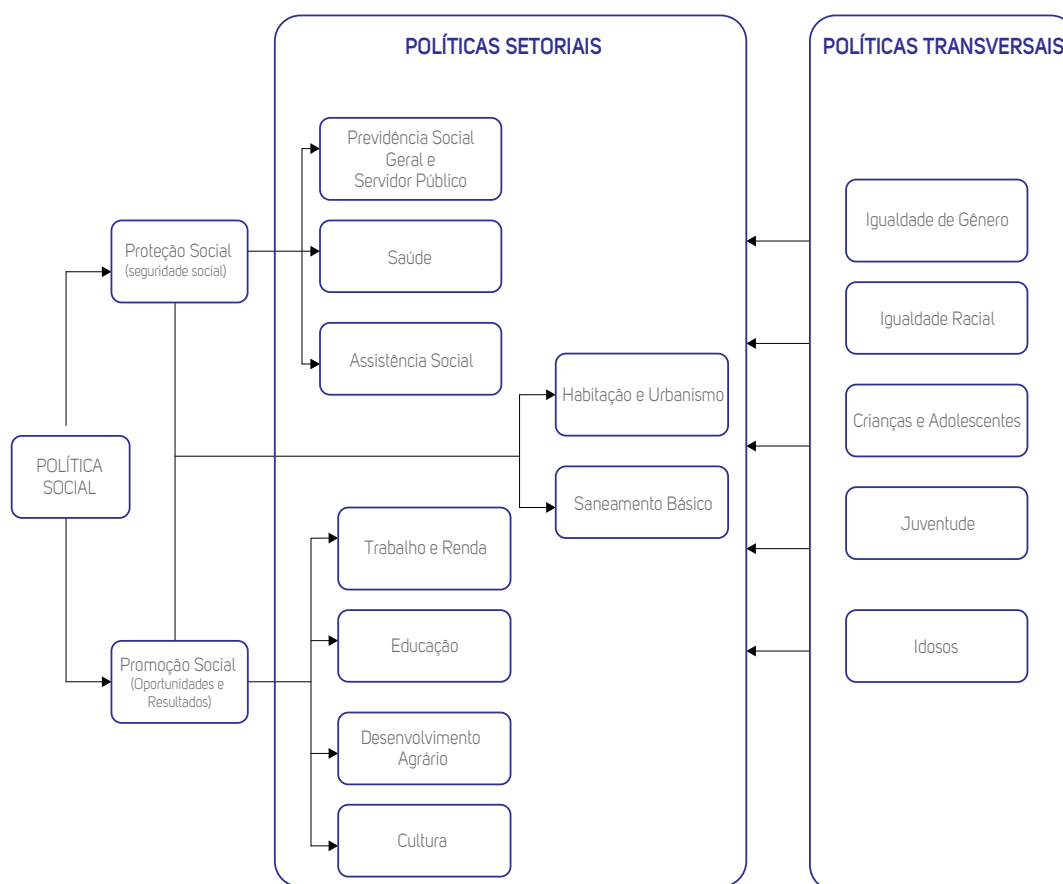 POLÍTICAS SETORIAIS
POLÍTICAS TRANSVERSAIS
Previdência Social
Geral e
Servidor Público
Igualdade de Gênero
Proteção Social
(seguridade social)
Saúde
Igualdade Racial
Assistência Social
Habitação e Urbanismo
Crianças e Adolescentes
POLÍTICA
SOCIAL
Saneamento Básico
Juventude
Trabalho e Renda
Educação
Idosos
Promoção Social
(Oportunidades e
Resultados)
Desenvolvimento
Agrário
Cultura